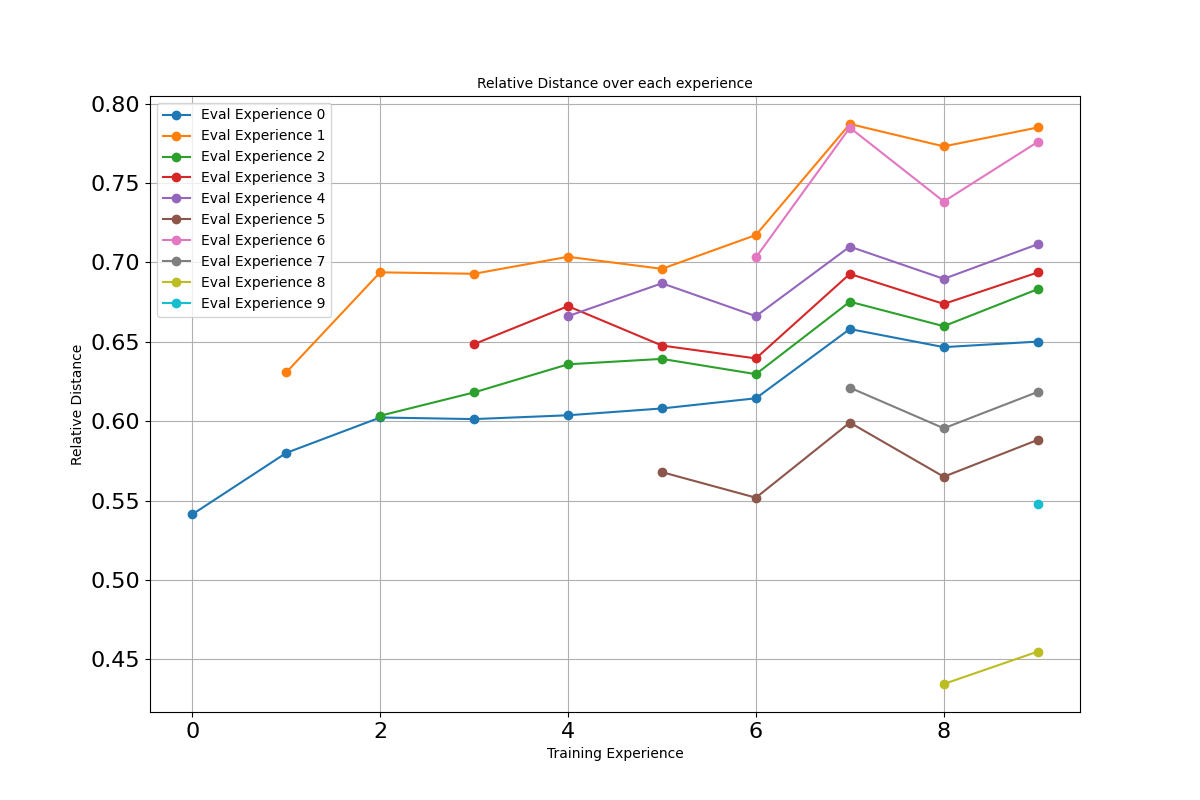 Relative Distance over each experience
0.80
0.75
0.70
0.65
0.60
0.55
0.50
0.45
Relative Distance
Eval Experience 0
Eval Experience 1
Eval Experience 2
Eval Experience 3
Eval Experience 4
Eval Experience 5
Eval Experience 6
Eval Experience 7
Eval Experience 8
Eval Experience 9
0 2 4 6 8
Training Experience